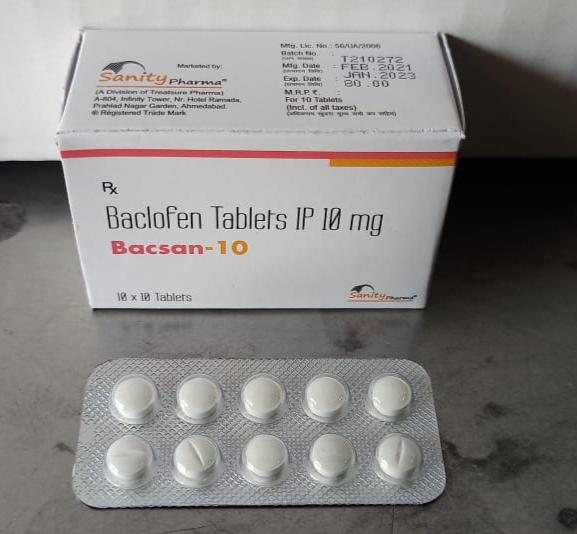 Marketed by:
Sanity Pharma®
(A Division of Treatsure Pharma)
A-804, Infinity Tower, Nr. Hotel Ramada,
Prahlad Nagar Garden, Ahmedabad.
® Registered Trade Mark
Mfg. Lic. No.: 56/UA/2006
Batch No. : T210272
Mfg. Date : FEB.2021
Exp. Date : JAN.2023
M.R.P. ₹. : 80.00
For 10 Tablets
(Incl. of all taxes)
Rx
Baclofen Tablets IP 10 mg
Bacsan-10
10 x 10 Tablets
Sanity Pharma®